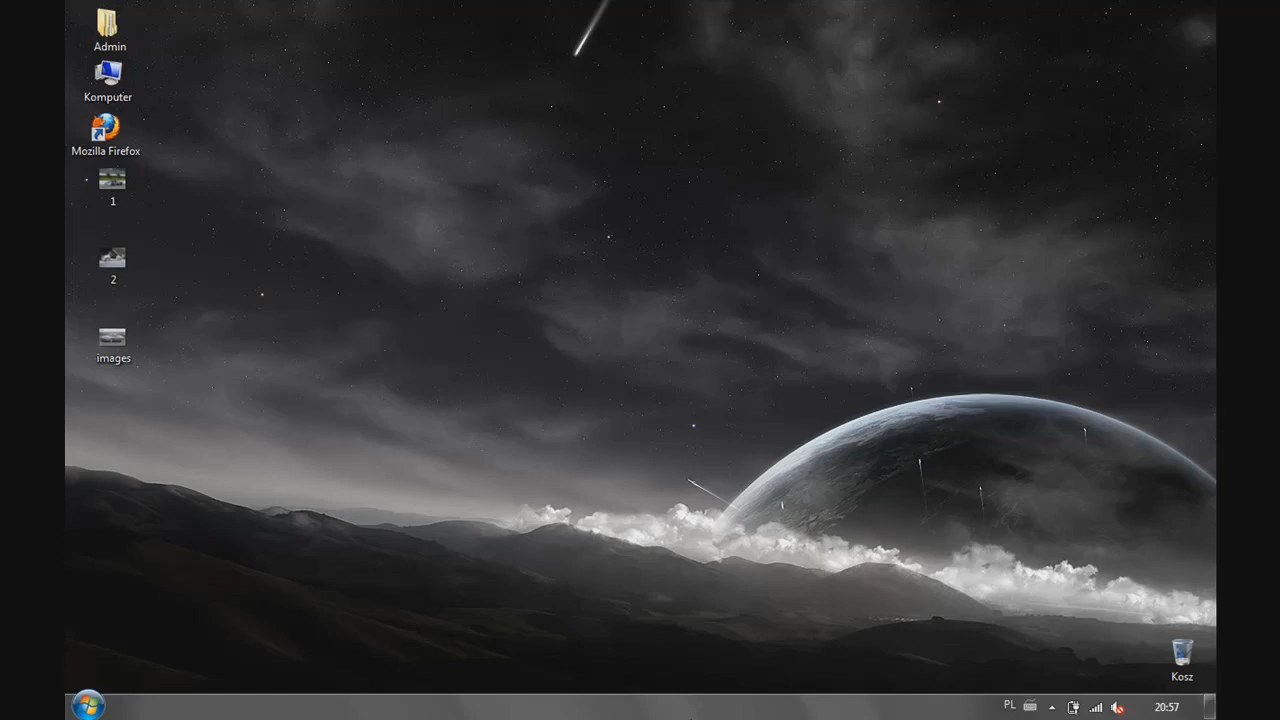 Admin
Komputer
Mozilla Firefox
1
2
images
Kosz
PL
20:57